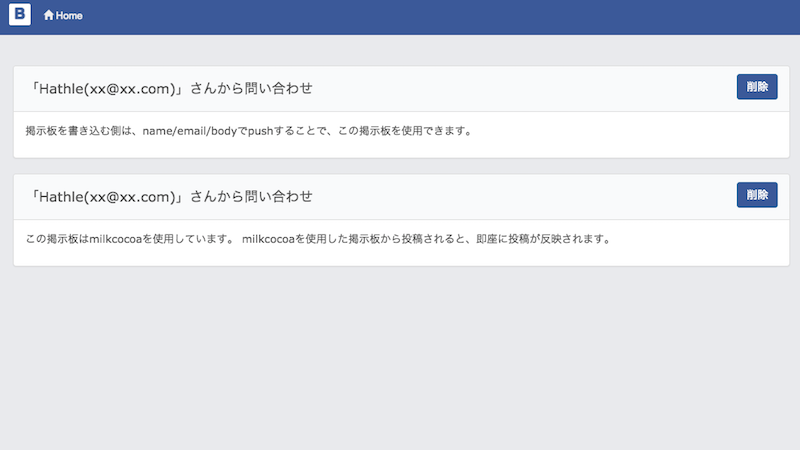 B
Home
「Hathle(xx@xx.com)」さんから問い合わせ
削除
掲示板を書き込む側は、name/email/bodyでpushすることで、この掲示板を使用できます。
「Hathle(xx@xx.com)」さんから問い合わせ
削除
この掲示板はmilkcocoaを使用しています。 milkcocoaを使用した掲示板から投稿されると、即座に投稿が反映されます。